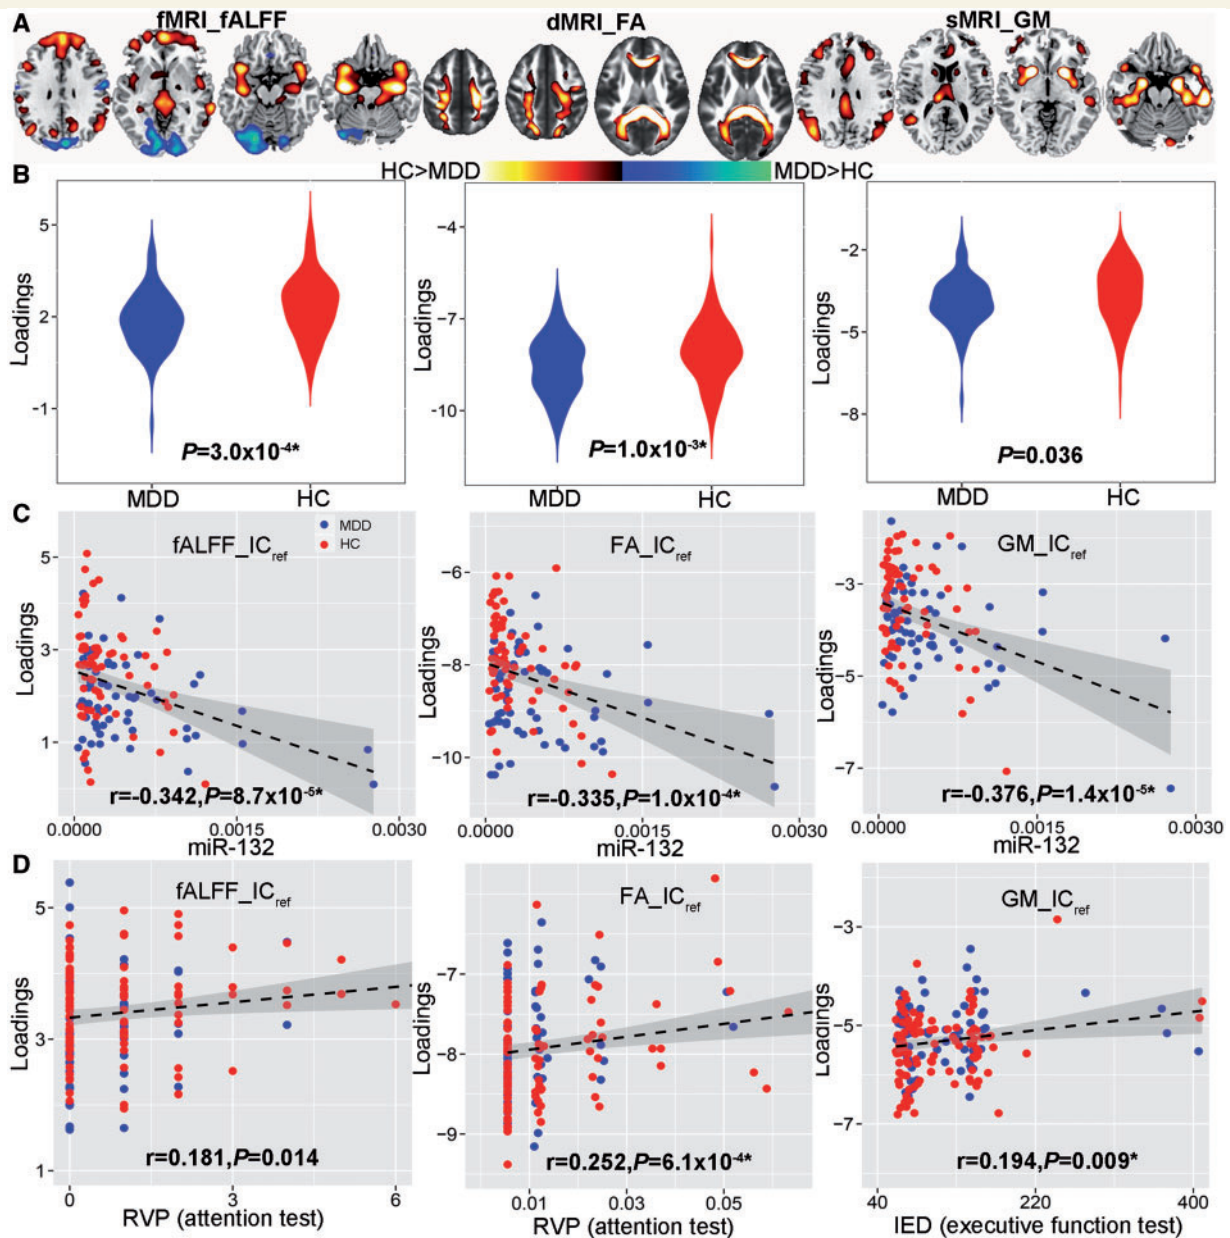 A
fMRI_fALFF
dMRI_FA
sMRI_GM
B
HC>MDD
MDD>HC
5
2
-1
Loadings
P=3.0x10-4*
MDD
HC
-4
-7
-10
Loadings
P=1.0x10-3*
MDD
HC
-2
-5
-8
Loadings
P=0.036
MDD
HC
C
fALFF_ICref
MDD
HC
5
3
1
Loadings
r=-0.342,P=8.7x10-5*
0.0000
0.0015
0.0030
miR-132
FA_ICref
-6
-8
-10
Loadings
r=-0.335,P=1.0x10-4*
0.0000
0.0015
0.0030
miR-132
GM_ICref
-3
-5
-7
Loadings
r=-0.376,P=1.4x10-5*
0.0000
0.0015
0.0030
D
fALFF_ICref
5
3
1
Loadings
r=0.181,P=0.014
0
3
6
RVP (attention test)
FA_ICref
-7
-8
-9
Loadings
r=0.252,P=6.1x10-4*
0.01
0.03
0.05
RVP (attention test)
GM_ICref
-3
-5
-7
Loadings
r=0.194,P=0.009*
40
220
400
IED (executive function test)